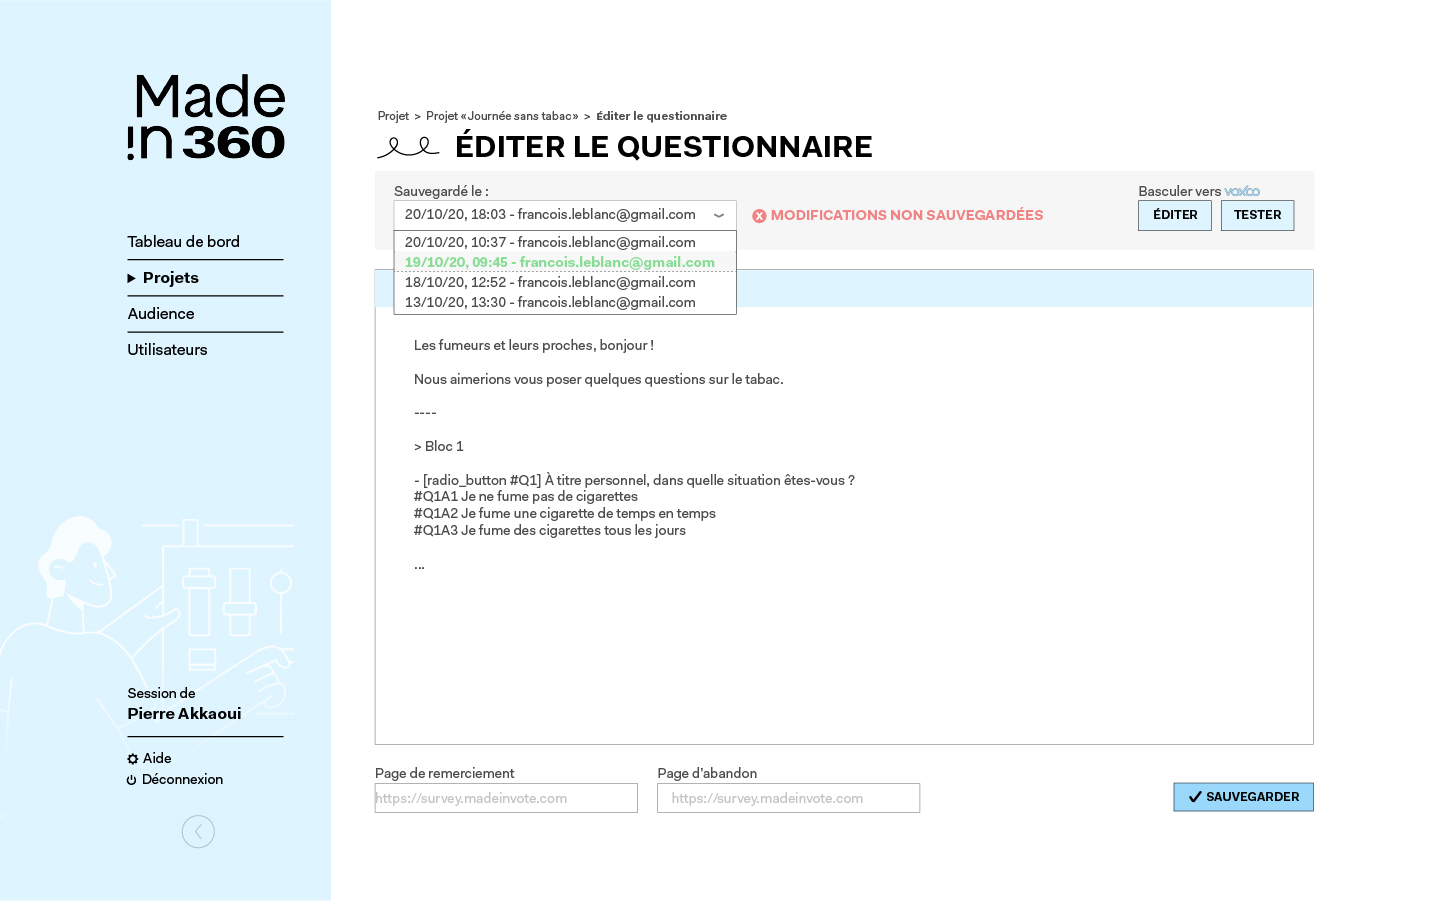 Made
in 360
Tableau de bord
Projets
Audience
Utilisateurs
Session de
Pierre Akkaoui
Aide
Déconnexion
Projet > Projet «Journée sans tabac» > Éditer le questionnaire
ÉDITER LE QUESTIONNAIRE
Sauvegardé le :
20/10/20, 18:03 - francois.leblanc@gmail.com
MODIFICATIONS NON SAUVEGARDÉES
Basculer vers voxco
ÉDITER
TESTER
20/10/20, 10:37 - francois.leblanc@gmail.com
19/10/20, 09:45 - francois.leblanc@gmail.com
18/10/20, 12:52 - francois.leblanc@gmail.com
13/10/20, 13:30 - francois.leblanc@gmail.com
Les fumeurs et leurs proches, bonjour !
Nous aimerions vous poser quelques questions sur le tabac.
----
> Bloc 1
- [radio_button #Q1] À titre personnel, dans quelle situation êtes-vous ?
#Q1A1 Je ne fume pas de cigarettes
#Q1A2 Je fume une cigarette de temps en temps
#Q1A3 Je fume des cigarettes tous les jours
...
Page de remerciement
https://survey.madeinvote.com
Page d'abandon
https://survey.madeinvote.com
SAUVEGARDER